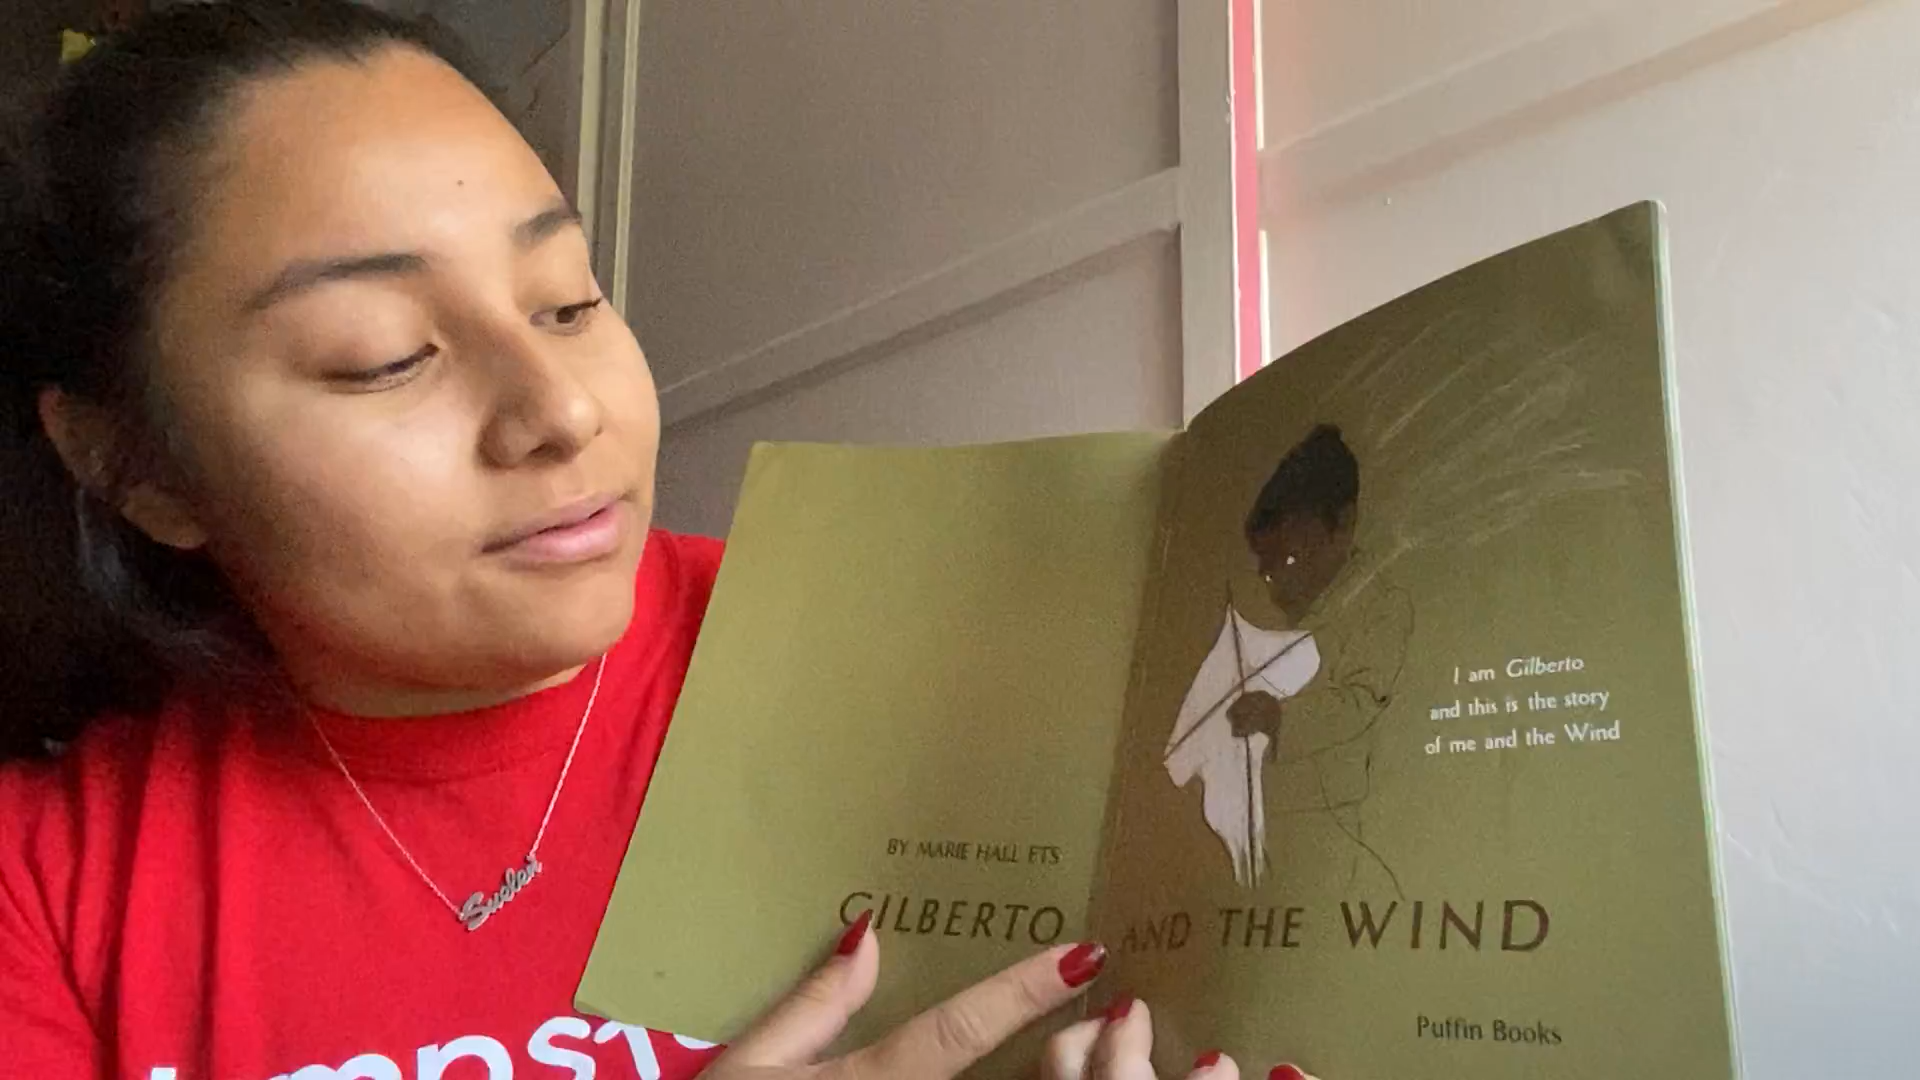 BY MARIE HALL ETS
GILBERTO AND THE WIND
I am Gilberto
and this is the story
of me and the Wind
Puffin Books
Suelen